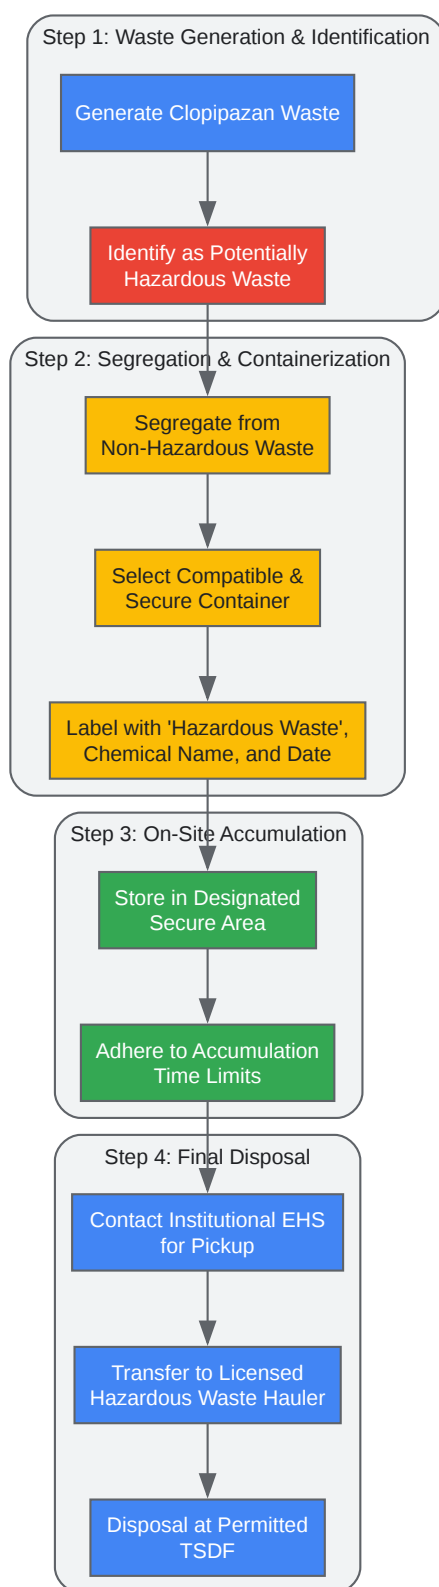 Step 1: Waste Generation & Identification
Generate Clopipazan Waste
Identify as Potentially
Hazardous Waste
Step 2: Segregation & Containerization
Segregate from
Non-Hazardous Waste
Select Compatible &
Secure Container
Label with 'Hazardous Waste',
Chemical Name, and Date
Step 3: On-Site Accumulation
Store in Designated
Secure Area
Adhere to Accumulation
Time Limits
Step 4: Final Disposal
Contact Institutional EHS
for Pickup
Transfer to Licensed
Hazardous Waste Hauler
Disposal at Permitted
TSDF